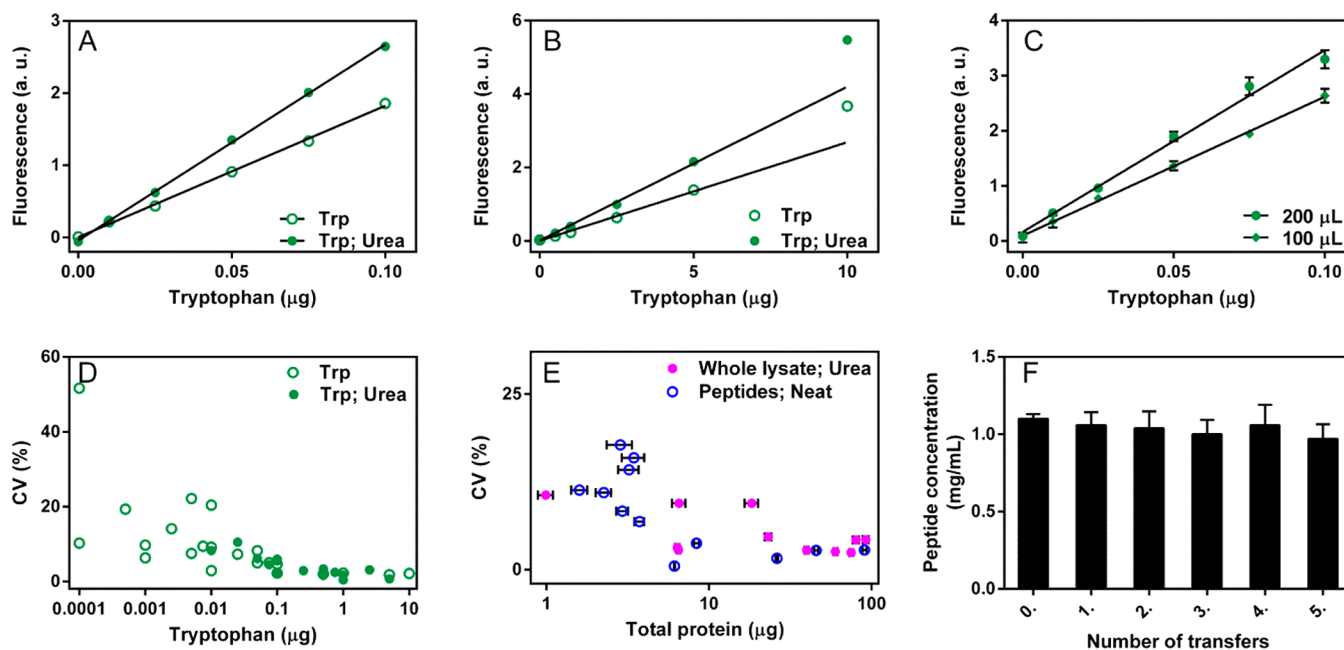 A
Fluorescence (a. u.)
3
2
1
0
0.00
0.05
0.10
Tryptophan (μg)
Trp
Trp; Urea
B
Fluorescence (a. u.)
6
4
2
0
0
5
10
Tryptophan (μg)
Trp
Trp; Urea
C
Fluorescence (a. u.)
4
3
2
1
0
0.00
0.05
0.10
Tryptophan (μg)
200 μL
100 μL
D
CV (%)
60
40
20
0
0.0001
0.001
0.01
0.1
1
10
Tryptophan (μg)
Trp
Trp; Urea
E
CV (%)
25
0
1
10
100
Total protein (μg)
Whole lysate; Urea
Peptides; Neat
F
Peptide concentration
(mg/mL)
1.5
1.0
0.5
0.0
0.
1.
2.
3.
4.
5.
Number of transfers